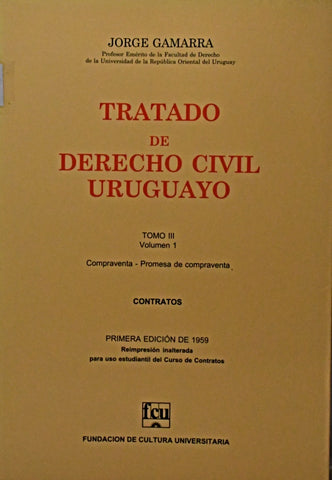 JORGE GAMARRA
Profesor Emérito de la Facultad de Derecho
de la Universidad de la República Oriental del Uruguay
TRATADO
DE
DERECHO CIVIL
URUGUAYO
TOMO III
Volumen 1
Compraventa - Promesa de compraventa
CONTRATOS
PRIMERA EDICIÓN DE 1959
Reimpresión inalterada
para uso estudiantil del Curso de Contratos
fcu
FUNDACION DE CULTURA UNIVERSITARIA